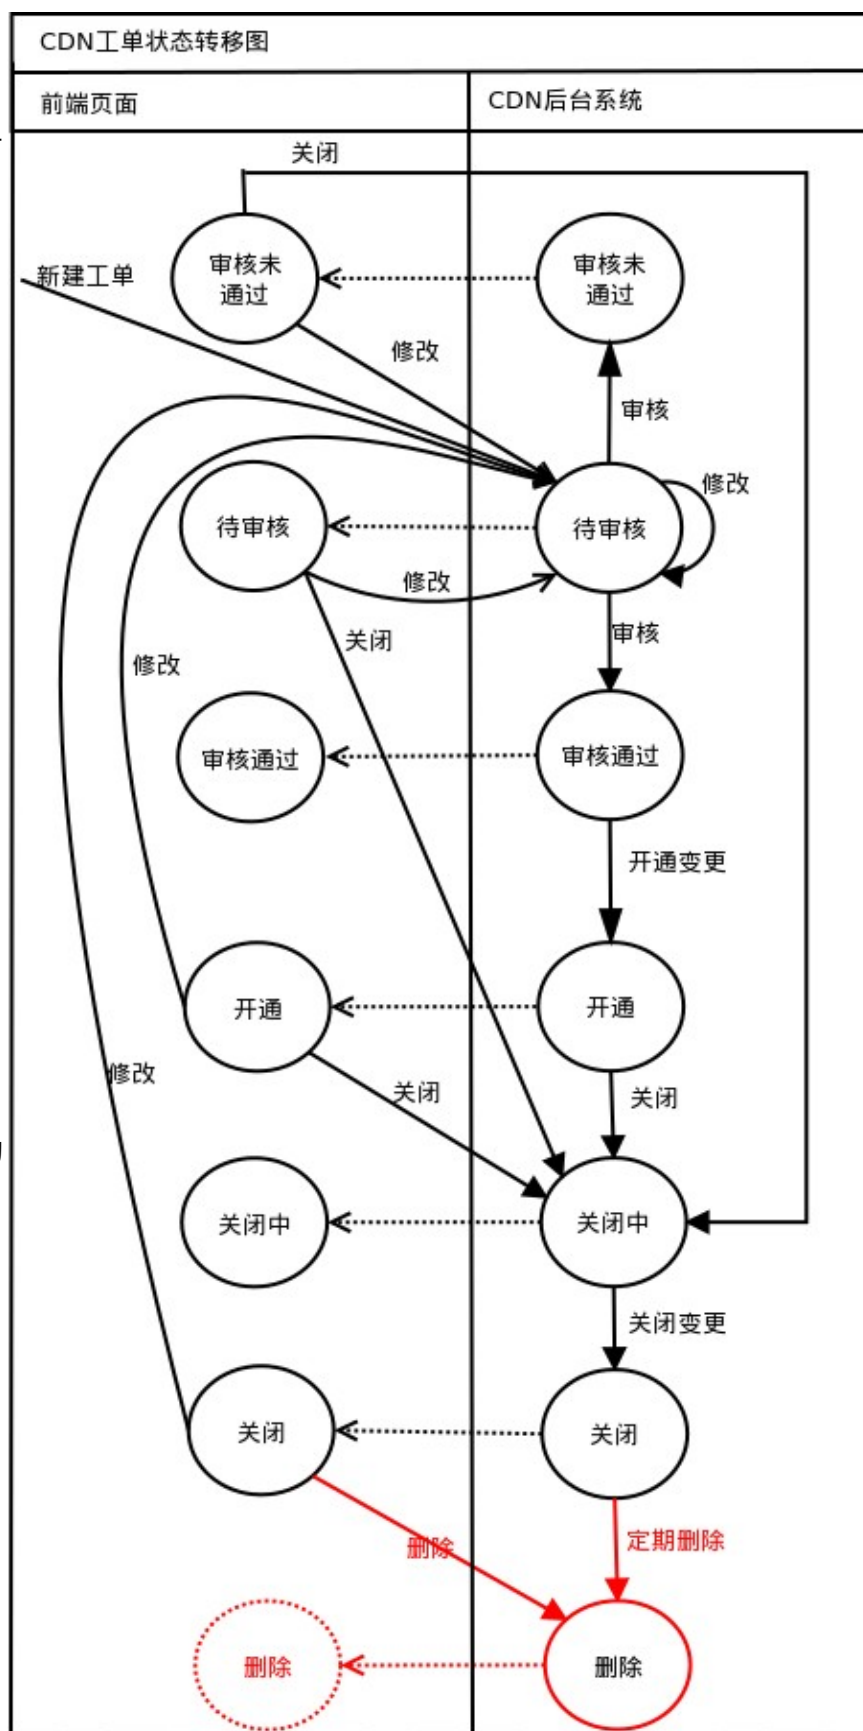 CDN工单状态转移图
前端页面
CDN后台系统
关闭
审核未
通过
审核未
通过
新建工单
修改
审核
修改
待审核
待审核
修改
关闭
审核
修改
审核通过
审核通过
开通变更
开通
开通
修改
关闭
关闭
关闭中
关闭中
关闭变更
关闭
关闭
删除
定期删除
删除
删除